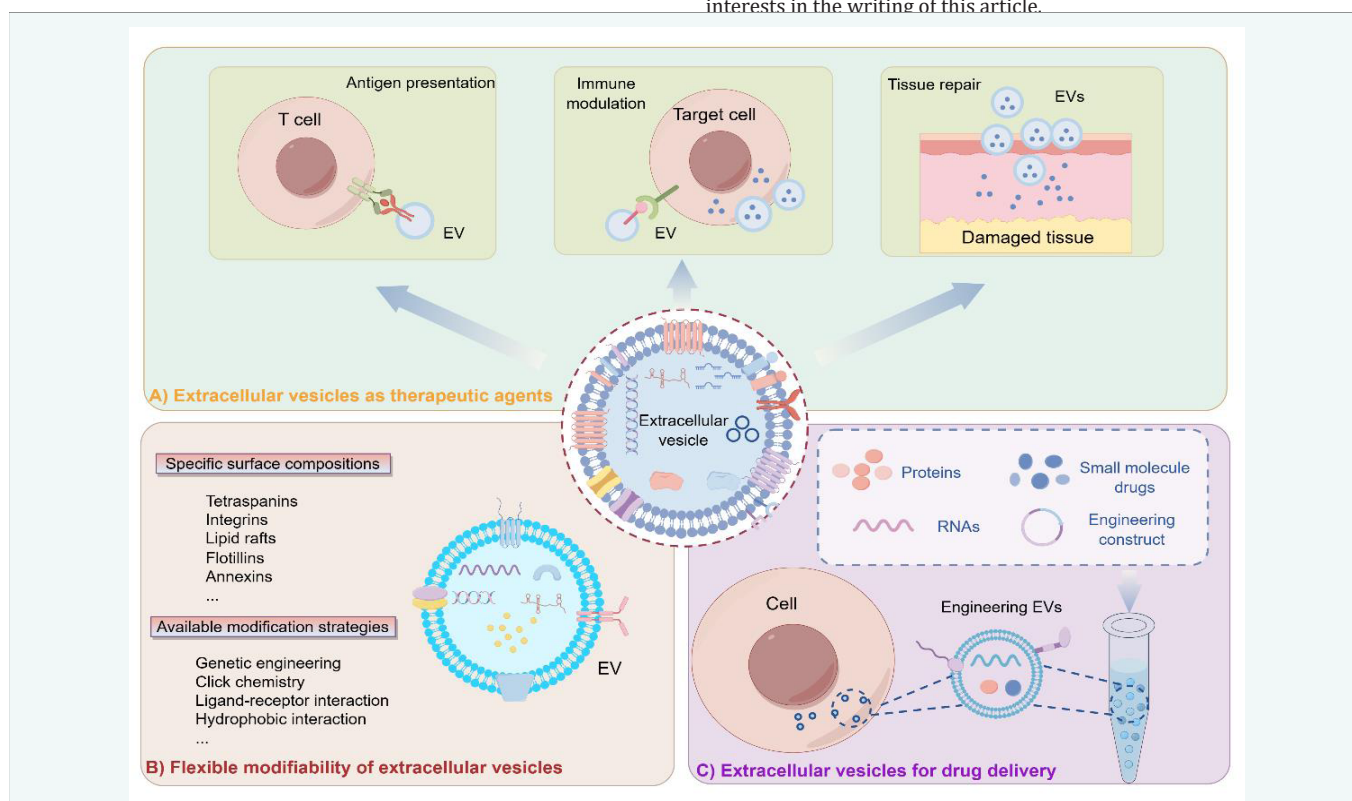 interests in the writing of this article.
Antigen presentation
T cell
EV
Immune
modulation
Target cell
EV
Tissue repair
EVs
Damaged tissue
Extracellular
vesicle
A) Extracellular vesicles as therapeutic agents
Specific surface compositions
Tetraspanins
Integrins
Lipid rafts
Flotillins
Annexins
...
Available modification strategies
Genetic engineering
Click chemistry
Ligand-receptor interaction
Hydrophobic interaction
...
EV
B) Flexible modifiability of extracellular vesicles
Proteins
Small molecule
drugs
RNAs
Engineering
construct
Cell
Engineering EVs
C) Extracellular vesicles for drug delivery